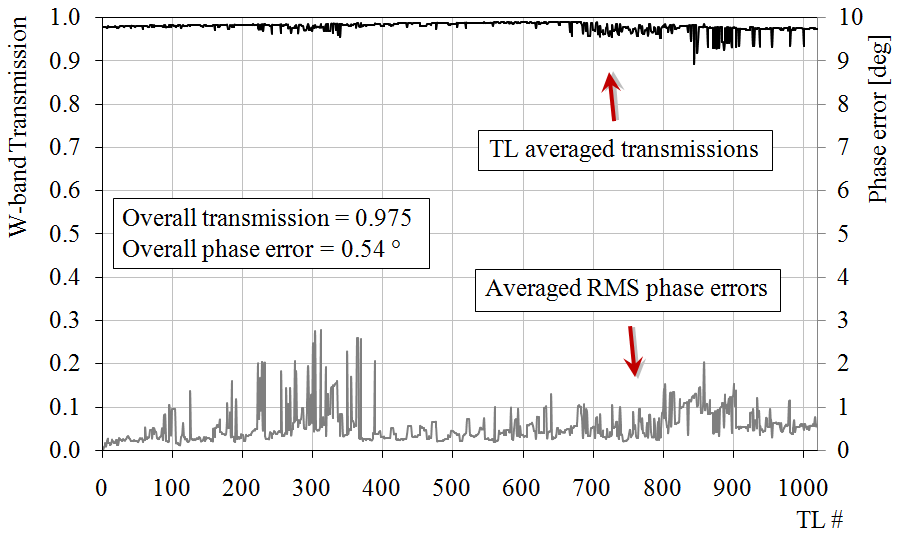 1.0
0.9
0.8
0.7
0.6
0.5
0.4
0.3
0.2
0.1
0.0
W-band Transmission
10
9
8
7
6
5
4
3
2
1
0
Phase error [deg]
TL averaged transmissions
Overall transmission = 0.975
Overall phase error = 0.54 °
Averaged RMS phase errors
0 100 200 300 400 500 600 700 800 900 1000
TL #